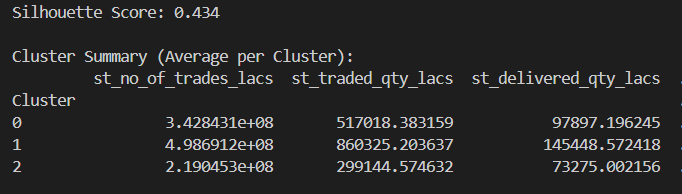 Silhouette Score: 0.434
Cluster Summary (Average per Cluster):
st_no_of_trades_lacs st_traded_qty_lacs st_delivered_qty_lacs
Cluster
0 3.428431e+08 517018.383159 97897.196245
1 4.986912e+08 860325.203637 145448.572418
2 2.190453e+08 299144.574632 73275.002156